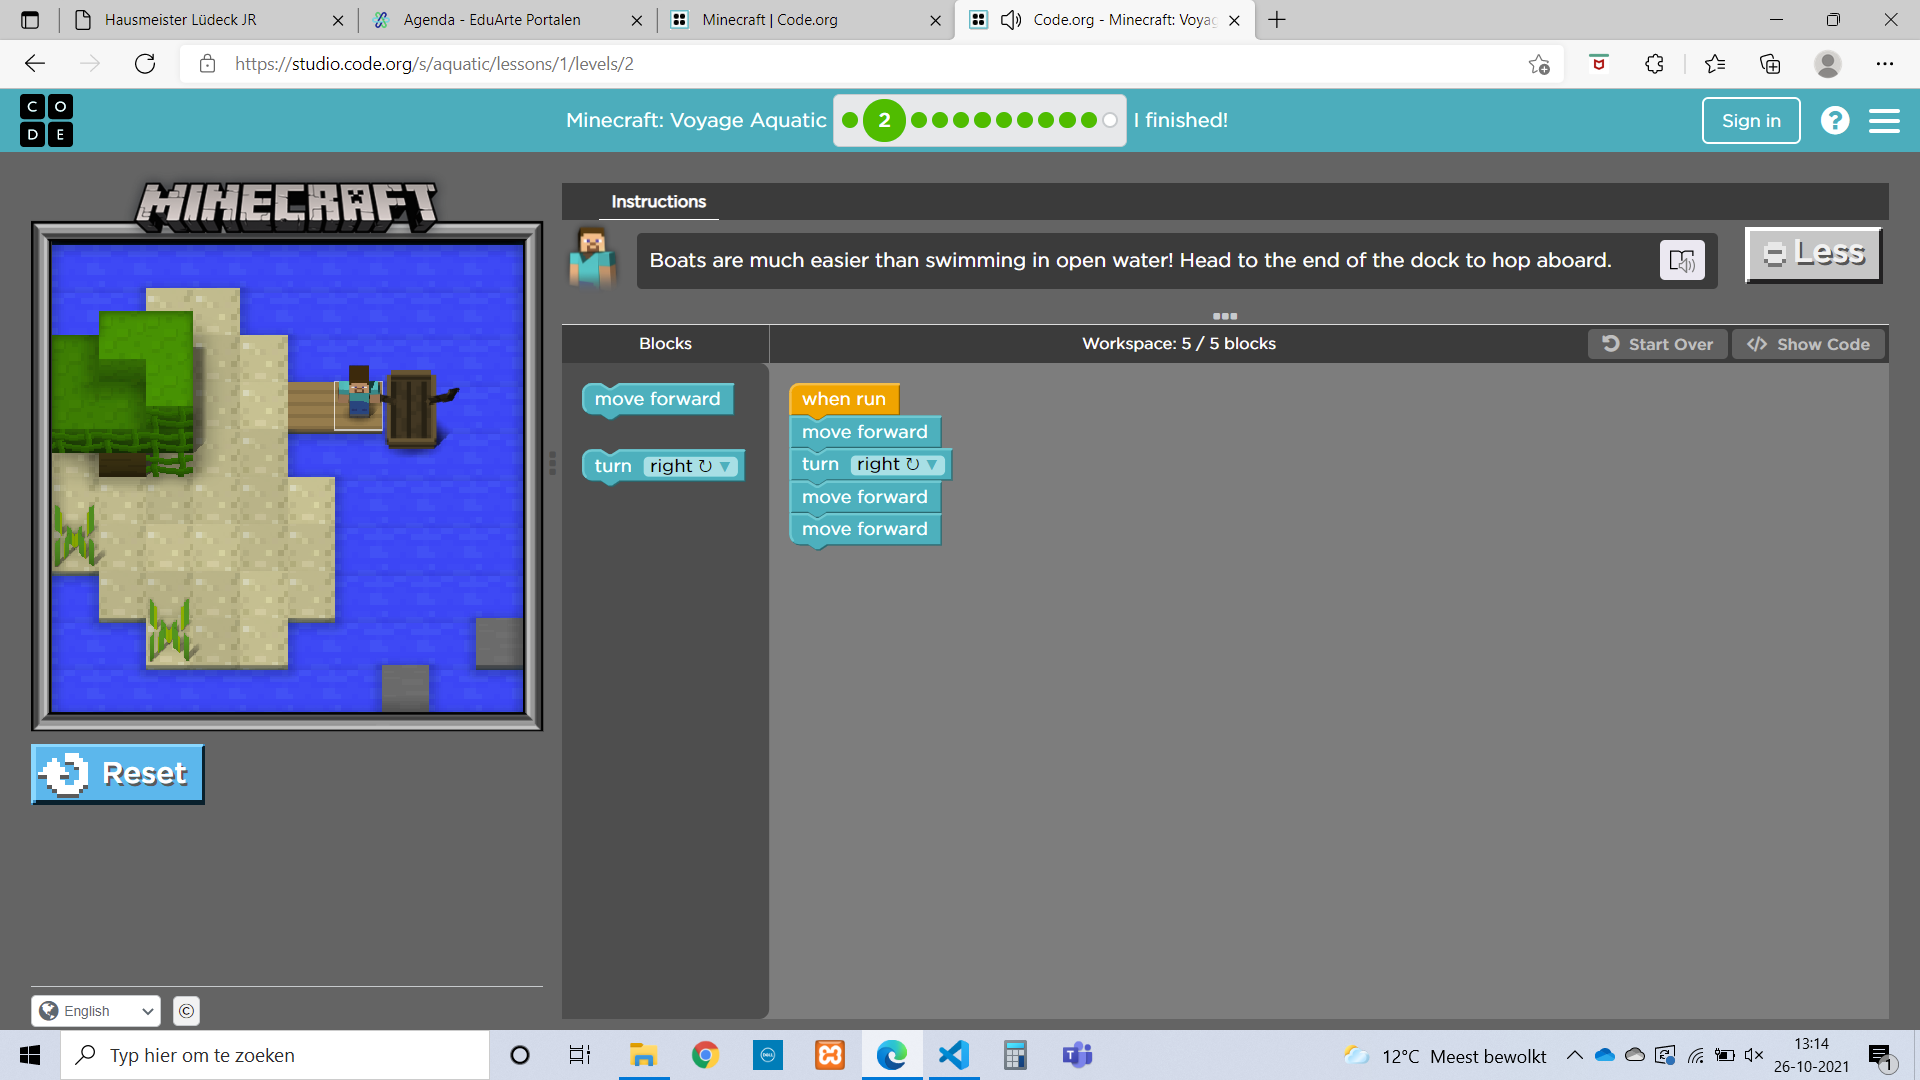 Hausmeister Lüdeck JR
Agenda - EduArte Portalen
Minecraft | Code.org
Code.org - Minecraft: Voyag
https://studio.code.org/s/aquatic/lessons/1/levels/2
CODE
Minecraft: Voyage Aquatic
2
I finished!
Sign in
?
MINECRAFT
Instructions
Boats are much easier than swimming in open water! Head to the end of the dock to hop aboard.
Less
Blocks
Workspace: 5 / 5 blocks
Start Over
Show Code
move forward
turn right
when run
move forward
turn right
move forward
move forward
Reset
English
©
Typ hier om te zoeken
DELL
12°C Meest bewolkt
13:14
26-10-2021
1